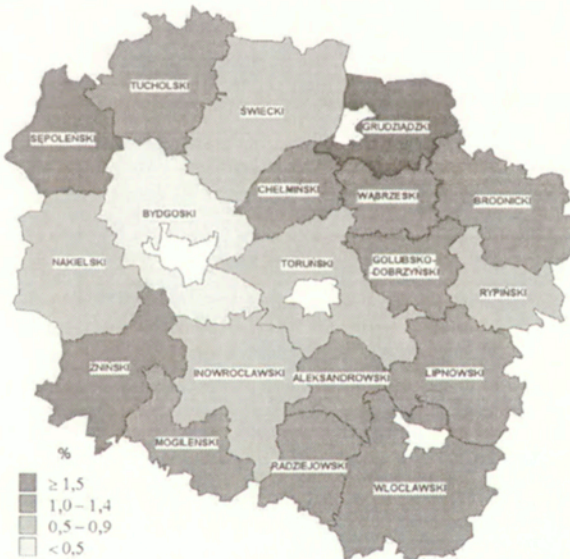 TUCHOLSKI
ŚWIECKI
GRUDZIĄDZKI
SĘPOLEŃSKI
CHEŁMIŃSKI
WĄBRZESKI
BRODNICKI
BYDGOSKI
NAKIELSKI
TORUŃSKI
GOLUBSKO-
DOBRZYŃSKI
RYPIŃSKI
ŻNIŃSKI
INOWROCŁAWSKI
ALEKSANDROWSKI
LIPNOWSKI
MOGILEŃSKI
RADZIEJOWSKI
WŁOCŁAWSKI
%
≥ 1,5
1,0 – 1,4
0,5 – 0,9
< 0,5